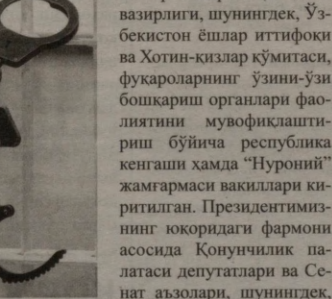 вазирлиги, шунингдек, Ўз-
бекистон ёшлар иттифоқи
ва Хотин-қизлар қўмитаси,
фуқароларнинг ўзини-ўзи
бошқариш органлари фао-
лиятини мувофиқлашти-
риш бўйича республика
кенгаши ҳамда “Нуроний”
жамғармаси вакиллари ки-
ритилган. Президентимиз-
нинг юқоридаги фармони
асосида Қонунчилик па-
латаси депутатлари ва Се-
нат аъзолари, шунингдек,